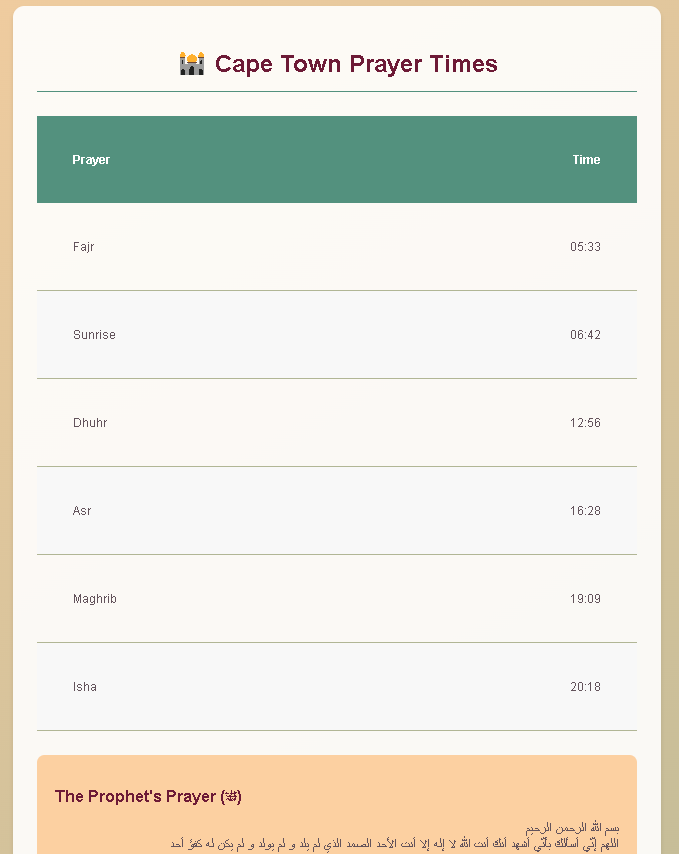 🕌 Cape Town Prayer Times
Prayer Time
Fajr 05:33
Sunrise 06:42
Dhuhr 12:56
Asr 16:28
Maghrib 19:09
Isha 20:18
The Prophet's Prayer (ﷺ)
بسم الله الرحمن الرحيم
اللهم إنّي أسألك بأنّي أشهد أنك أنت الله لا إله إلا أنت الأحد الصمد الذي لم يلد و لم يولد و لم يكن له كفوً أحد